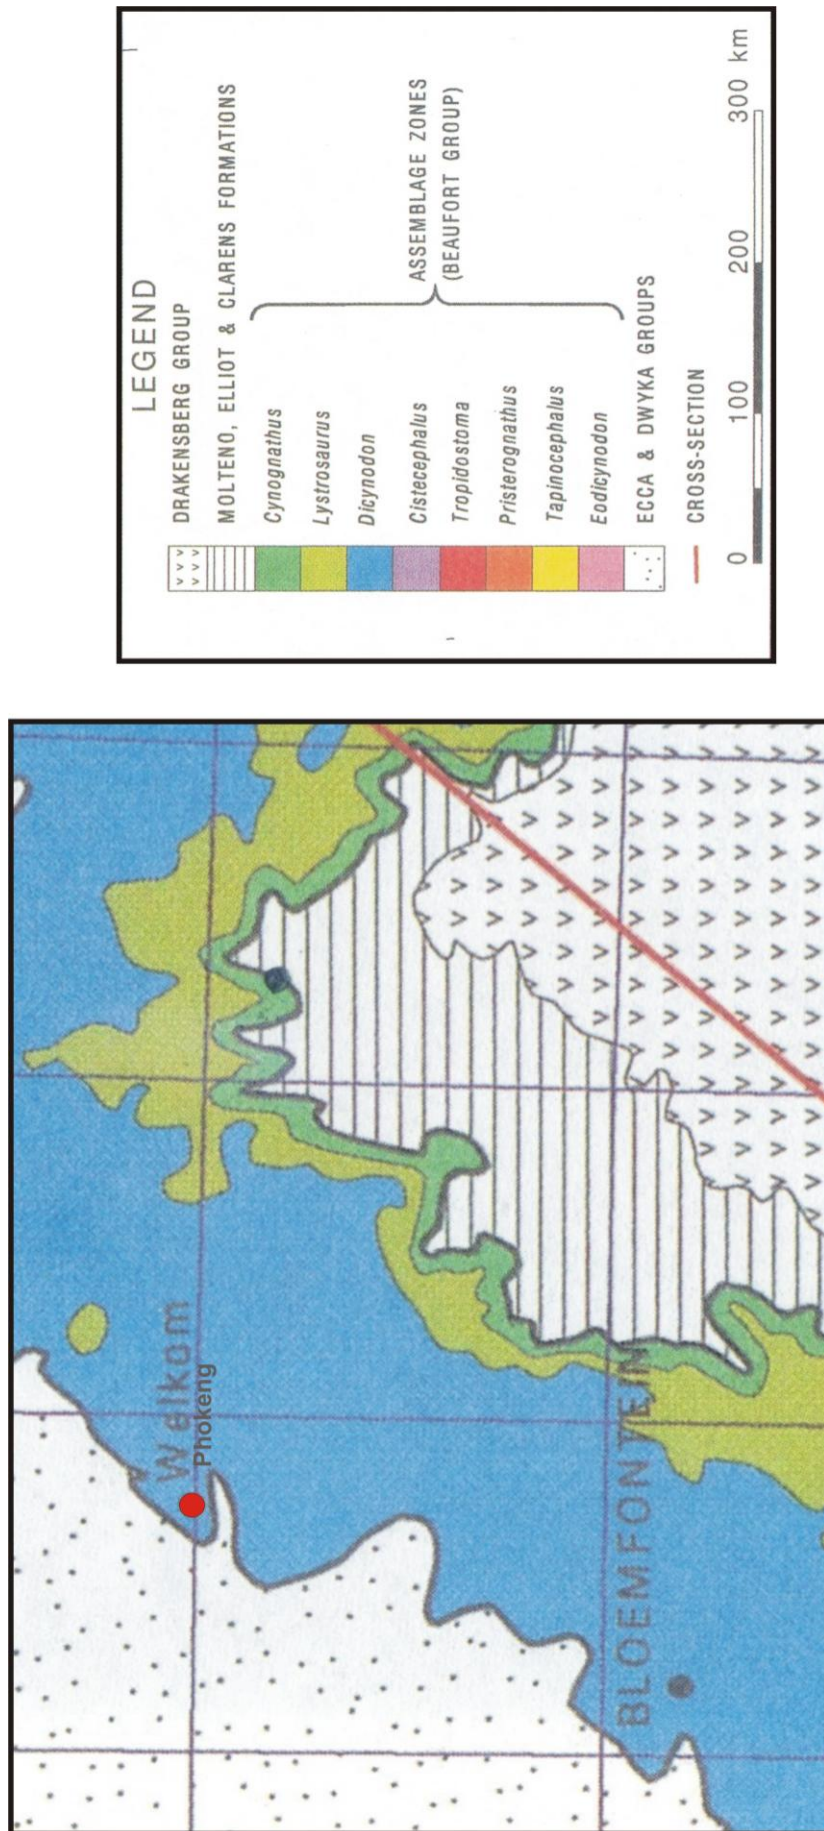 LEGEND
DRAKENSBERG GROUP
MOLTENO, ELLIOT & CLARENS FORMATIONS
Cynognathus
Lystrosaurus
Dicynodon
Cistecephalus
Tropidostoma
Pristerognathus
Tapinocephalus
Eodicynodon
ASSEMBLAGE ZONES
(BEAUFORT GROUP)
ECCA & DWYKA GROUPS
CROSS-SECTION
0 100 200 300 km
Welkom
Phokeng
BLOEMFONTEIN